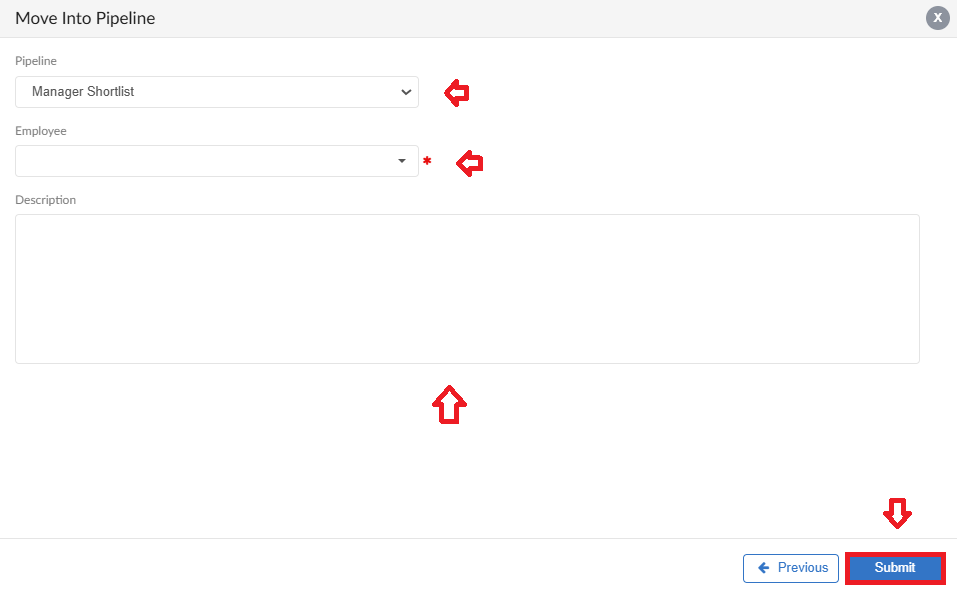 Move Into Pipeline
X
Pipeline
Manager Shortlist
Employee
*
Description
Previous
Submit